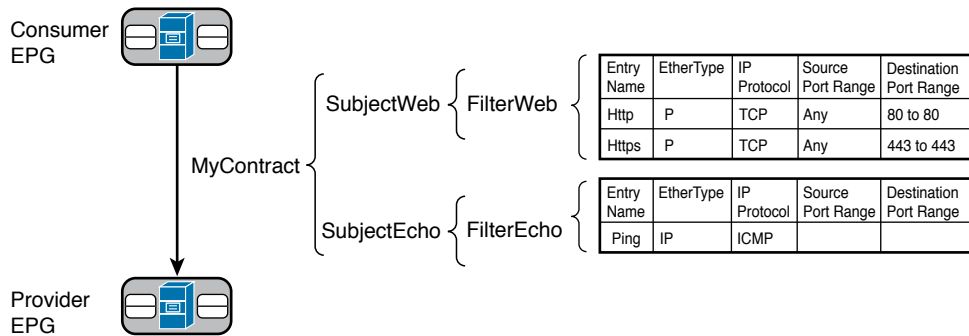 Consumer
EPG
MyContract
SubjectWeb
FilterWeb
Entry Name EtherType IP Protocol Source Port Range Destination Port Range
Http P TCP Any 80 to 80
Https P TCP Any 443 to 443
SubjectEcho
FilterEcho
Entry Name EtherType IP Protocol Source Port Range Destination Port Range
Ping IP ICMP
Provider
EPG